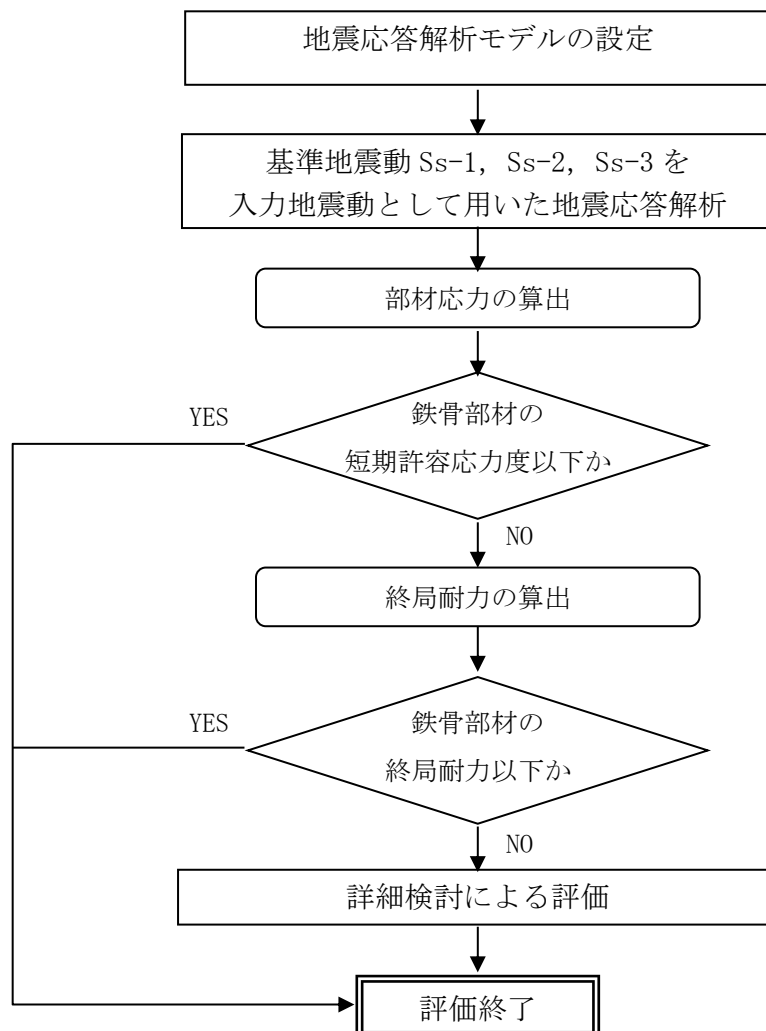 地震応答解析モデルの設定
基準地震動 Ss-1, Ss-2, Ss-3 を
入力地震動として用いた地震応答解析
部材応力の算出
YES
鉄骨部材の
短期許容応力度以下か
NO
終局耐力の算出
YES
鉄骨部材の
終局耐力以下か
NO
詳細検討による評価
評価終了